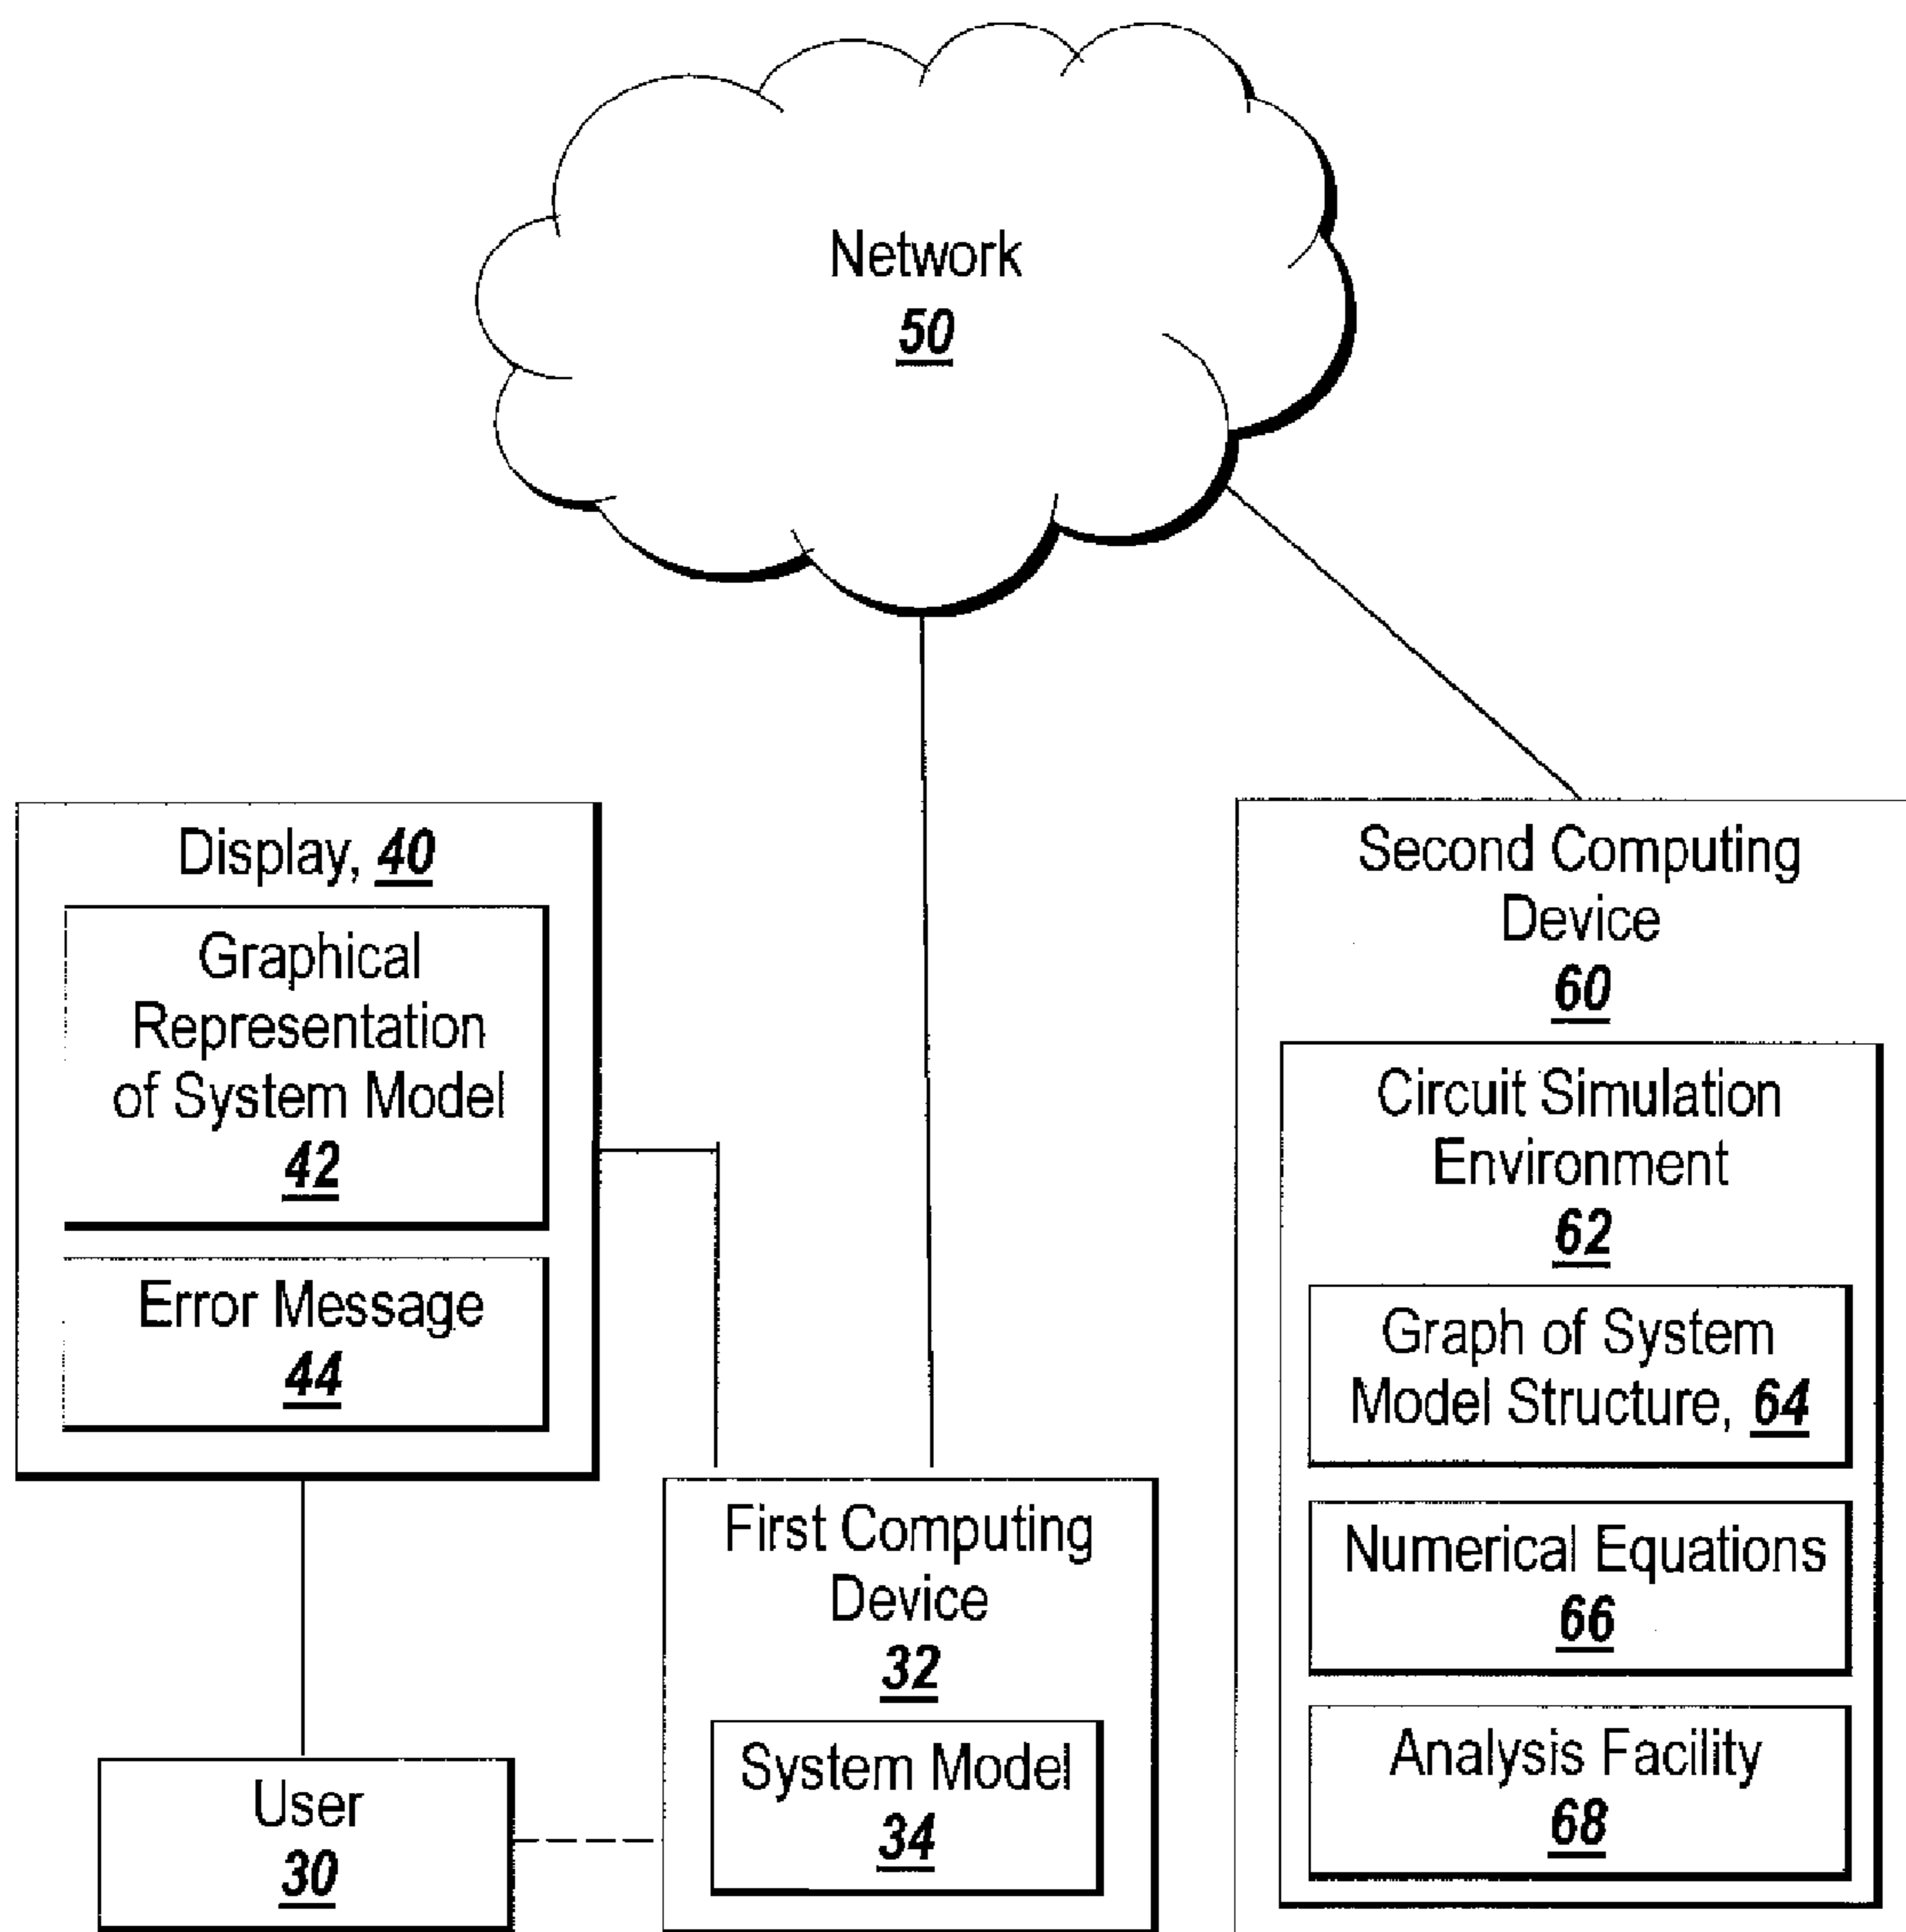 Network
50
Display, 40
Graphical
Representation
of System Model
42
Error Message
44
User
30
First Computing
Device
32
System Model
34
Second Computing
Device
60
Circuit Simulation
Environment
62
Graph of System
Model Structure, 64
Numerical Equations
66
Analysis Facility
68